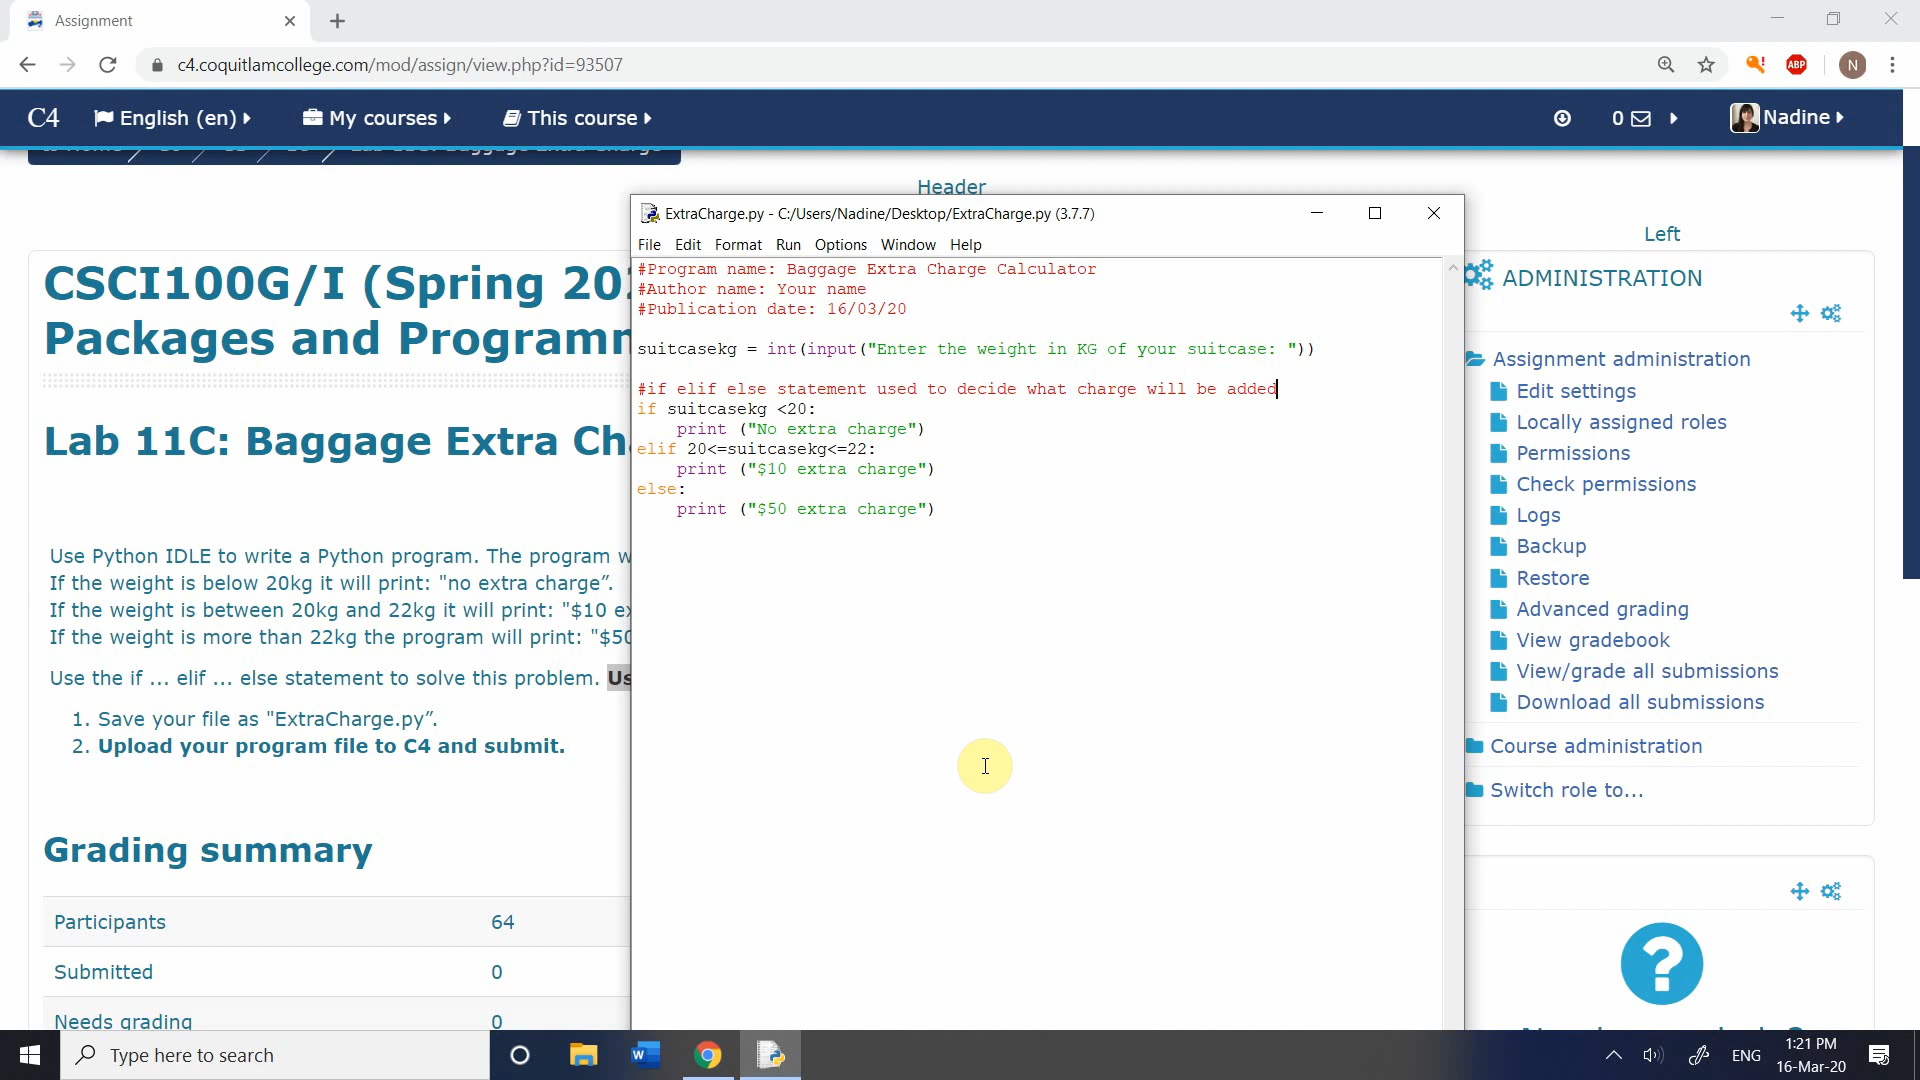 Assignment
c4.coquitlamcollege.com/mod/assign/view.php?id=93507
ABP
N
C4
English (en)
My courses
This course
0
Nadine
Header
Left
CSCI100G/I (Spring 20
Packages and Program
Lab 11C: Baggage Extra Ch
Use Python IDLE to write a Python program. The program
If the weight is below 20kg it will print: "no extra charge”.
If the weight is between 20kg and 22kg it will print: "$10 ex
If the weight is more than 22kg the program will print: "$50
Use the if ... elif ... else statement to solve this problem. Us
1. Save your file as "ExtraCharge.py”.
2. Upload your program file to C4 and submit.
Grading summary
Participants 64
Submitted 0
Needs grading 0
ExtraCharge.py - C:/Users/Nadine/Desktop/ExtraCharge.py (3.7.7)
File Edit Format Run Options Window Help
#Program name: Baggage Extra Charge Calculator
#Author name: Your name
#Publication date: 16/03/20
suitcasekg = int(input("Enter the weight in KG of your suitcase: "))
#if elif else statement used to decide what charge will be added
if suitcasekg <20:
    print ("No extra charge")
elif 20<=suitcasekg<=22:
    print ("$10 extra charge")
else:
    print ("$50 extra charge")
ADMINISTRATION
Assignment administration
Edit settings
Locally assigned roles
Permissions
Check permissions
Logs
Backup
Restore
Advanced grading
View gradebook
View/grade all submissions
Download all submissions
Course administration
Switch role to...
?
Type here to search
ENG
1:21 PM
16-Mar-20